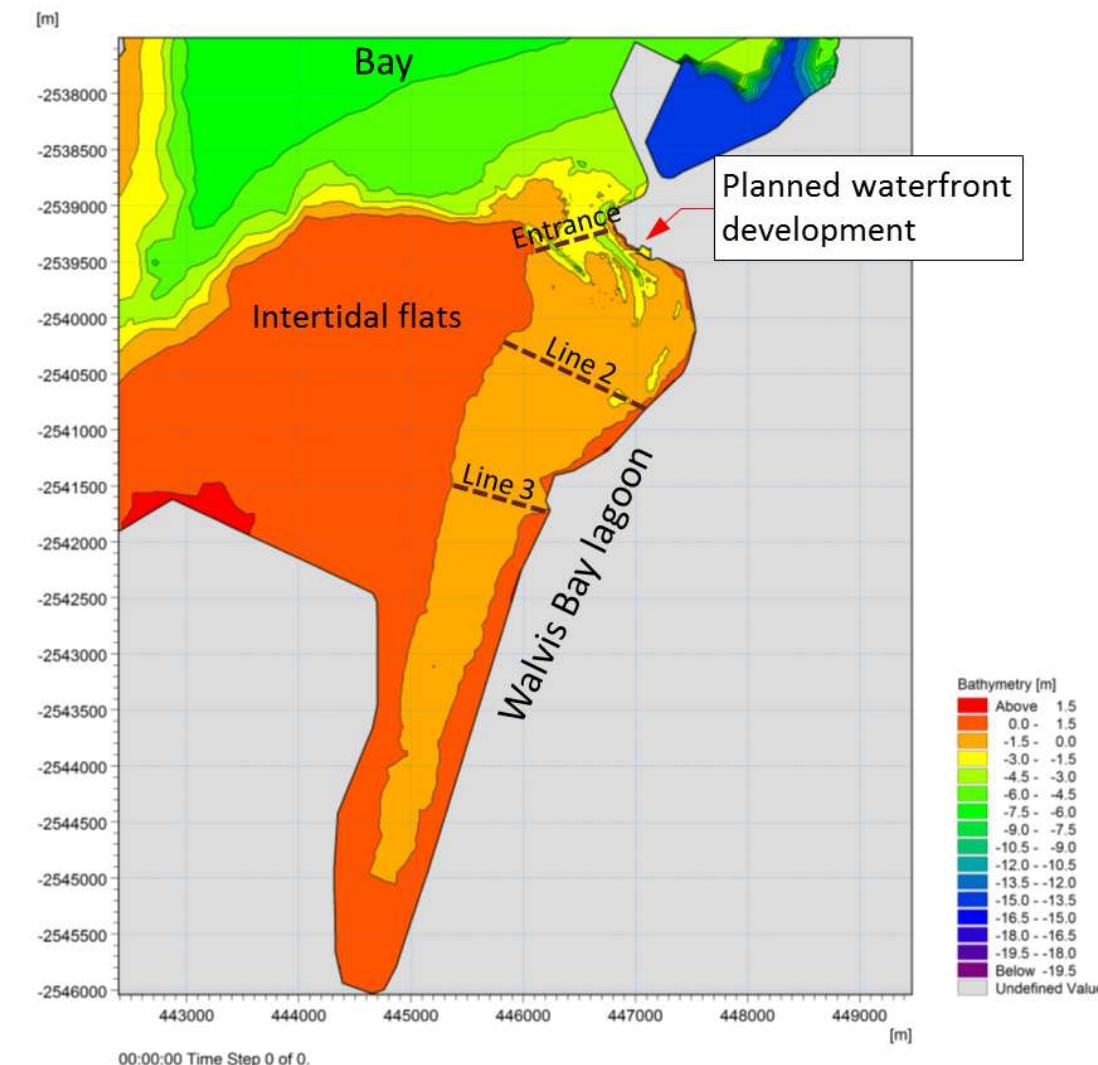 [m]
Bay
-2538000
-2538500
-2539000
-2539500
-2540000
-2540500
-2541000
-2541500
-2542000
-2542500
-2543000
-2543500
-2544000
-2544500
-2545000
-2545500
-2546000
Planned waterfront
development
Entrance
Intertidal flats
Line 2
Line 3
Walvis Bay lagoon
443000 444000 445000 446000 447000 448000 449000
[m]
00:00:00 Time Step 0 of 0.
Bathymetry [m]
Above 1.5
0.0 - 1.5
-1.5 - 0.0
-3.0 - -1.5
-4.5 - -3.0
-6.0 - -4.5
-7.5 - -6.0
-9.0 - -7.5
-10.5 - -9.0
-12.0 - -10.5
-13.5 - -12.0
-15.0 - -13.5
-16.5 - -15.0
-18.0 - -16.5
-19.5 - -18.0
Below -19.5
Undefined Value